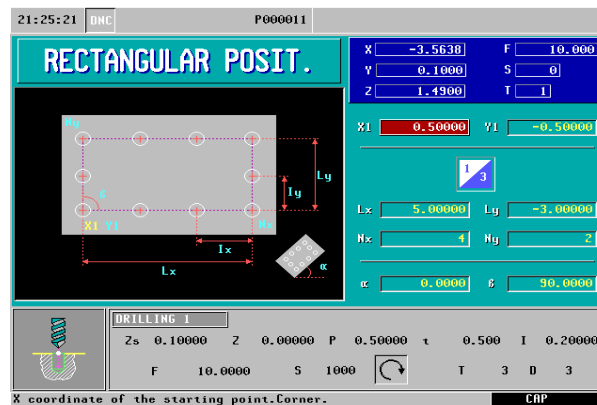 21:25:21 DNC P000011
RECTANGULAR POSIT.
X -3.5638 F 10.000
Y 0.1000 S 0
Z 1.4900 T 1
Ny
Ly
Iy
ß
X1 Y1 Nx
Ix
Lx
α
X1 0.50000 Y1 -0.50000
1/3
Lx 5.00000 Ly -3.00000
Nx 4 Ny 2
α 0.0000 ß 90.0000
DRILLING 1
Zs 0.10000 Z 0.00000 P 0.50000 t 0.500 I 0.20000
F 10.0000 S 1000 T 3 D 3
X coordinate of the starting point.Corner. CAP